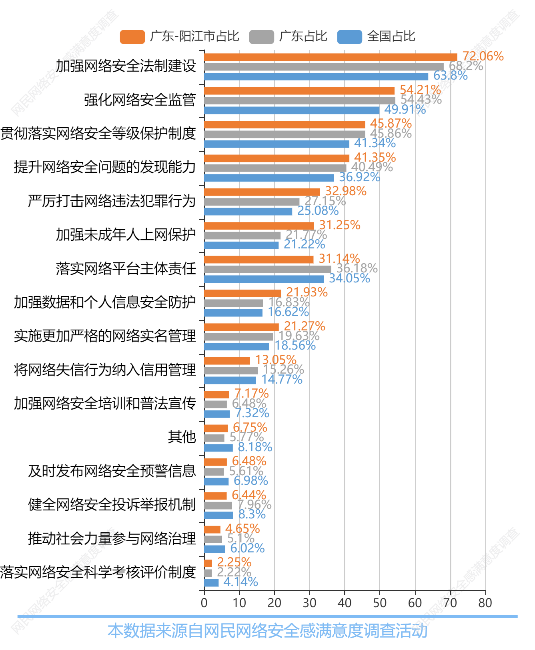 广东-阳江市占比 广东占比 全国占比
加强网络安全法制建设 72.06% 68.2% 63.8%
强化网络安全监管 54.21% 54.43% 49.91%
贯彻落实网络安全等级保护制度 45.87% 45.86% 41.34%
提升网络安全问题的发现能力 41.35% 40.49% 36.92%
严厉打击网络违法犯罪行为 32.98% 27.15% 25.08%
加强未成年人上网保护 31.25% 21.77% 21.22%
落实网络平台主体责任 31.14% 36.18% 34.05%
加强数据和个人信息安全防护 21.93% 16.83% 16.62%
实施更加严格的网络实名管理 21.27% 19.63% 18.56%
将网络失信行为纳入信用管理 13.05% 15.26% 14.77%
加强网络安全培训和普法宣传 7.17% 6.48% 7.32%
其他 6.75% 5.77% 8.18%
及时发布网络安全预警信息 6.48% 5.61% 6.98%
健全网络安全投诉举报机制 6.44% 7.96% 8.3%
推动社会力量参与网络治理 4.65% 5.1% 6.02%
落实网络安全科学考核评价制度 2.25% 2.22% 4.14%
0 10 20 30 40 50 60 70 80
本数据来源自网民网络安全感满意度调查活动